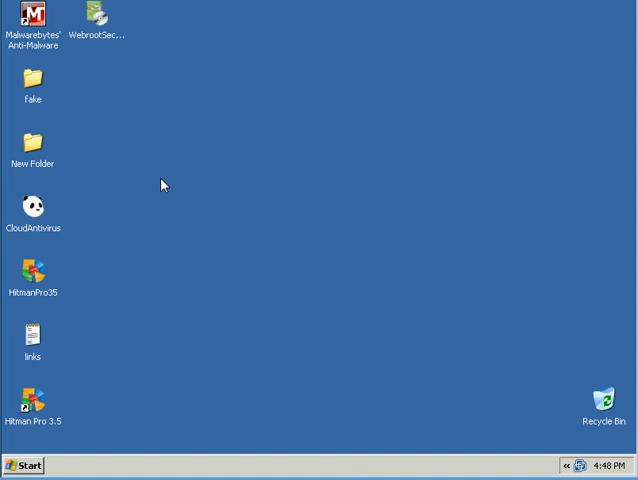 Malwarebytes'
Anti-Malware
WebrootSec...
fake
New Folder
CloudAntivirus
HitmanPro35
links
Hitman Pro 3.5
Recycle Bin
Start
«
4:48 PM